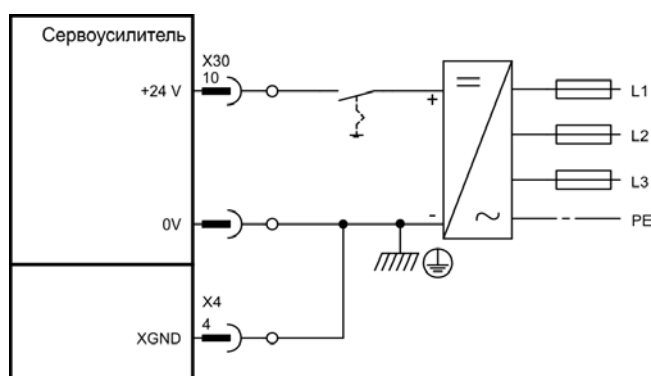 Сервоусилитель
X30
10
+24 V
+
L1
L2
L3
0V
-
PE
X4
4
XGND